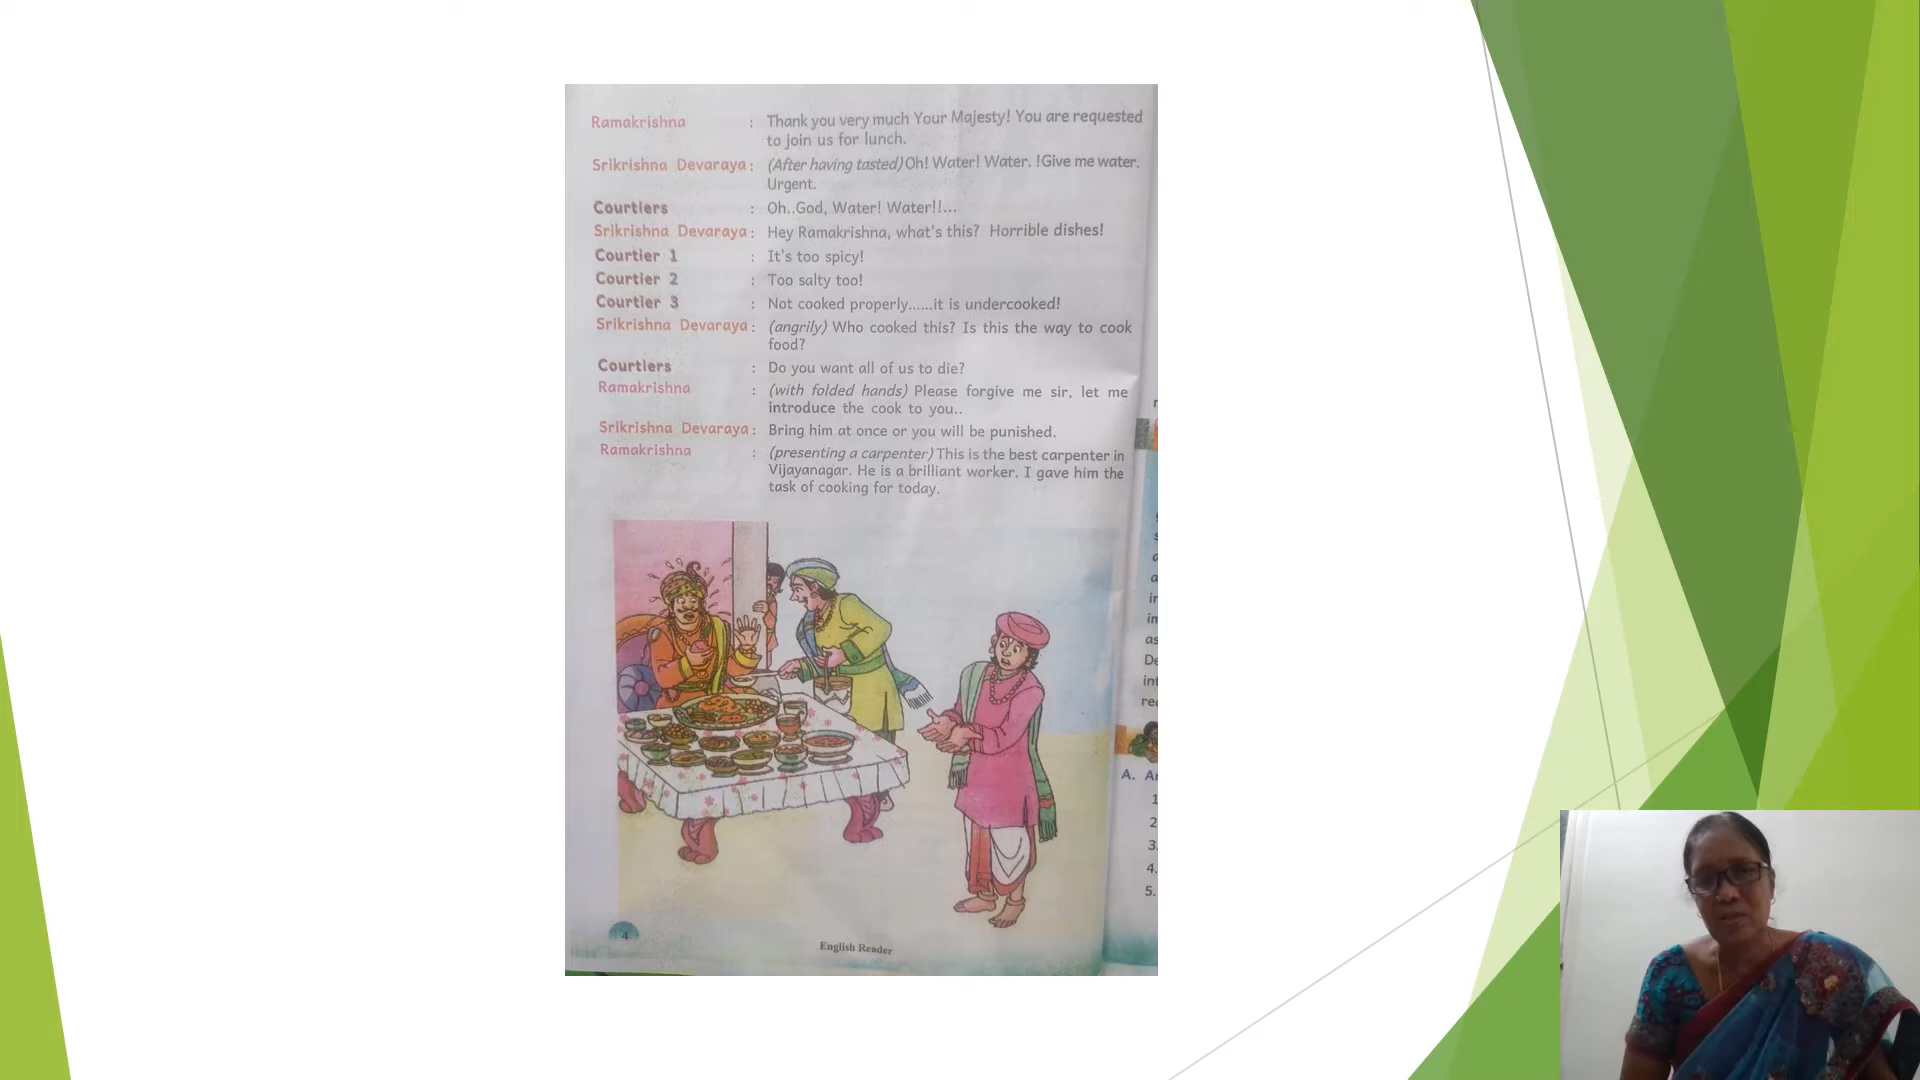 Ramakrishna : Thank you very much Your Majesty! You are requested
to join us for lunch.
Srikrishna Devaraya : (After having tasted) Oh! Water! Water. !Give me water.
Urgent.
Courtiers : Oh..God, Water! Water!!...
Srikrishna Devaraya : Hey Ramakrishna, what's this? Horrible dishes!
Courtier 1 : It's too spicy!
Courtier 2 : Too salty too!
Courtier 3 : Not cooked properly......it is undercooked!
Srikrishna Devaraya : (angrily) Who cooked this? Is this the way to cook
food?
Courtiers : Do you want all of us to die?
Ramakrishna : (with folded hands) Please forgive me sir, let me
introduce the cook to you..
Srikrishna Devaraya : Bring him at once or you will be punished.
Ramakrishna : (presenting a carpenter) This is the best carpenter in
Vijayanagar. He is a brilliant worker. I gave him the
task of cooking for today.
4
English Reader
A.
1
2
3.
4.
5.